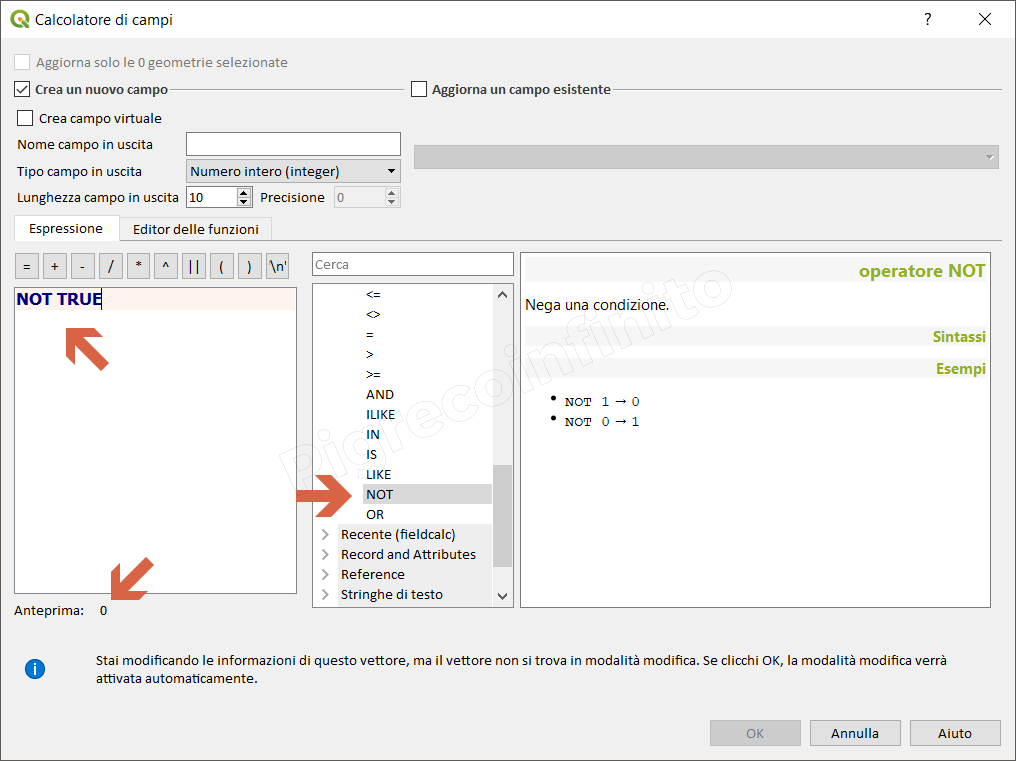 Calcolatore di campi
?
Aggiorna solo le 0 geometrie selezionate
Crea un nuovo campo
Aggiorna un campo esistente
Crea campo virtuale
Nome campo in uscita
Tipo campo in uscita Numero intero (integer)
Lunghezza campo in uscita 10 Precisione 0
Espressione Editor delle funzioni
= + - / * ^ || ( ) \n'
NOT TRUE
Anteprima: 0
Cerca
<=
<>
=
>
>=
AND
ILIKE
IN
IS
LIKE
NOT
OR
Recente (fieldcalc)
Record and Attributes
Reference
Stringhe di testo
operatore NOT
Nega una condizione.
Sintassi
Esempi
• NOT 1 → 0
• NOT 0 → 1
Pigrecoinfinito
Stai modificando le informazioni di questo vettore, ma il vettore non si trova in modalità modifica. Se clicchi OK, la modalità modifica verrà
attivata automaticamente.
OK Annulla Aiuto